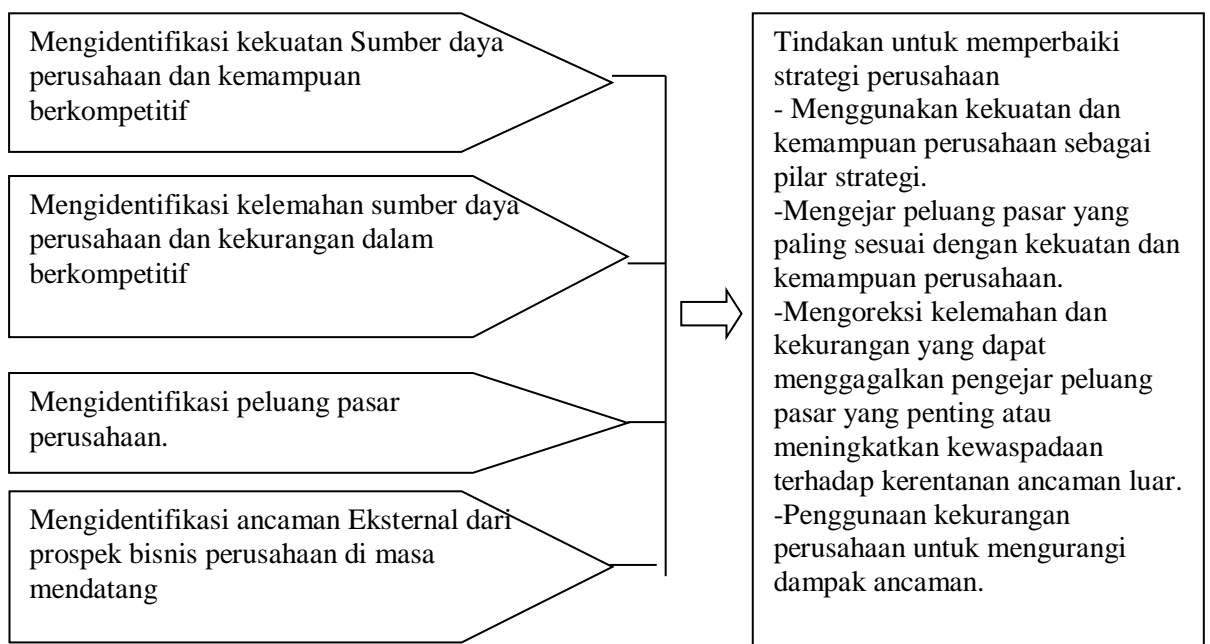 Mengidentifikasi kekuatan Sumber daya
perusahaan dan kemampuan
berkompetitif
Mengidentifikasi kelemahan sumber daya
perusahaan dan kekurangan dalam
berkompetitif
Mengidentifikasi peluang pasar
perusahaan.
Mengidentifikasi ancaman Eksternal dari
prospek bisnis perusahaan di masa
mendatang
Tindakan untuk memperbaiki
strategi perusahaan
- Menggunakan kekuatan dan
kemampuan perusahaan sebagai
pilar strategi.
-Mengejar peluang pasar yang
paling sesuai dengan kekuatan dan
kemampuan perusahaan.
-Mengoreksi kelemahan dan
kekurangan yang dapat
menggagalkan pengejar peluang
pasar yang penting atau
meningkatkan kewaspadaan
terhadap kerentanan ancaman luar.
-Penggunaan kekurangan
perusahaan untuk mengurangi
dampak ancaman.